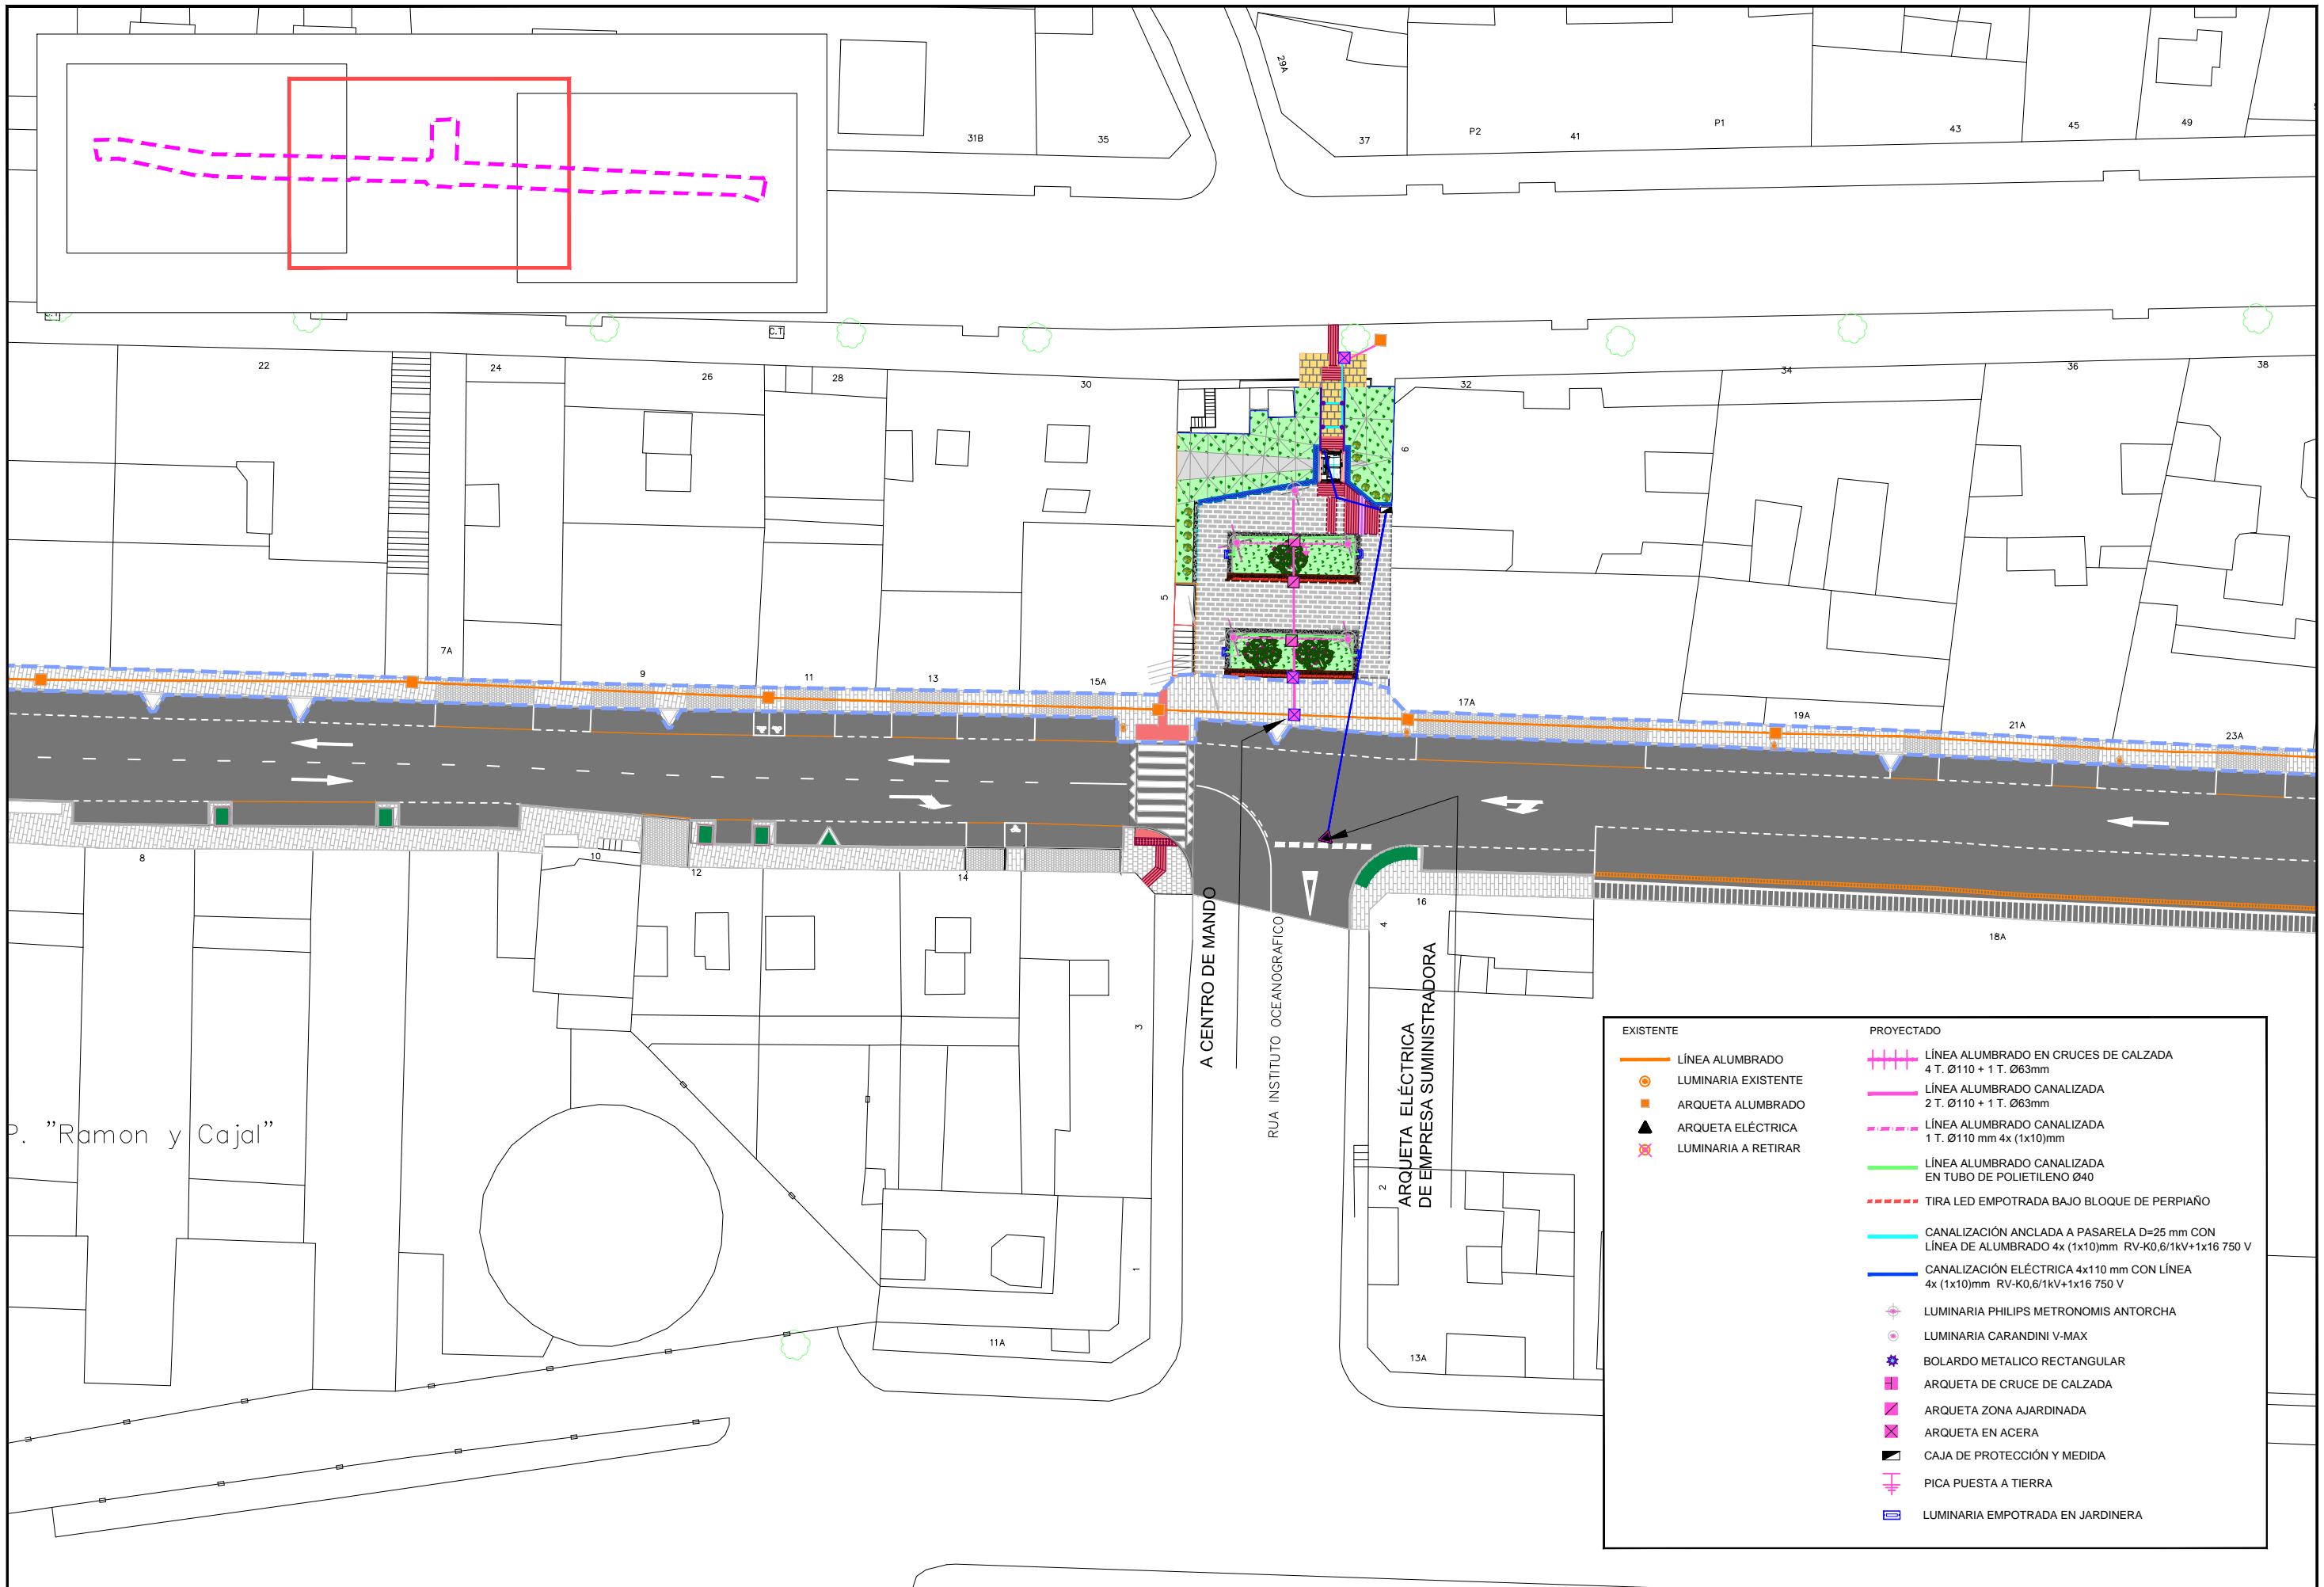 29A
31B
35
37
P2
41
P1
43
45
49
C.T.
22
24
26
28
30
32
34
36
38
6
5
7A
9
11
13
15A
17A
19A
21A
23A
8
10
12
14
16
4
18A
A CENTRO DE MANDO
RUA INSTITUTO OCEANOGRAFICO
ARQUETA ELÉCTRICA
DE EMPRESA SUMINISTRADORA
3
1
2
11A
13A
P. "Ramon y Cajal"
EXISTENTE
LÍNEA ALUMBRADO
LUMINARIA EXISTENTE
ARQUETA ALUMBRADO
ARQUETA ELÉCTRICA
LUMINARIA A RETIRAR
PROYECTADO
LÍNEA ALUMBRADO EN CRUCES DE CALZADA
4 T. Ø110 + 1 T. Ø63mm
LÍNEA ALUMBRADO CANALIZADA
2 T. Ø110 + 1 T. Ø63mm
LÍNEA ALUMBRADO CANALIZADA
1 T. Ø110 mm 4x (1x10)mm
LÍNEA ALUMBRADO CANALIZADA
EN TUBO DE POLIETILENO Ø40
TIRA LED EMPOTRADA BAJO BLOQUE DE PERPIAÑO
CANALIZACIÓN ANCLADA A PASARELA D=25 mm CON
LÍNEA DE ALUMBRADO 4x (1x10)mm RV-K0,6/1kV+1x16 750 V
CANALIZACIÓN ELÉCTRICA 4x110 mm CON LÍNEA
4x (1x10)mm RV-K0,6/1kV+1x16 750 V
LUMINARIA PHILIPS METRONOMIS ANTORCHA
LUMINARIA CARANDINI V-MAX
BOLARDO METALICO RECTANGULAR
ARQUETA DE CRUCE DE CALZADA
ARQUETA ZONA AJARDINADA
ARQUETA EN ACERA
CAJA DE PROTECCIÓN Y MEDIDA
PICA PUESTA A TIERRA
LUMINARIA EMPOTRADA EN JARDINERA